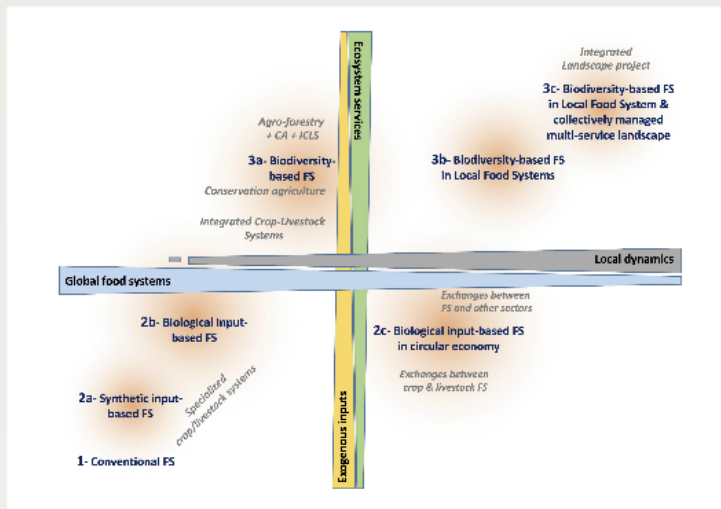 Integrated
Landscape project
3c- Biodiversity-based FS
in Local Food System &
collectively managed
multi-service landscape
Ecosystem services
Agro-forestry
+ CA + ICLS
3a- Biodiversity-
based FS
Conservation agriculture
3b- Biodiversity-based FS
in Local Food Systems
Integrated Crop-Livestock
Systems
Local dynamics
Global food systems
Exchanges between
FS and other sectors
2b- Biological Input-
based FS
2c- Biological input-based FS
in circular economy
Exchanges between
crop & livestock FS
Specialized
crop/livestock systems
2a- Synthetic input-
based FS
Exogenous inputs
1- Conventional FS